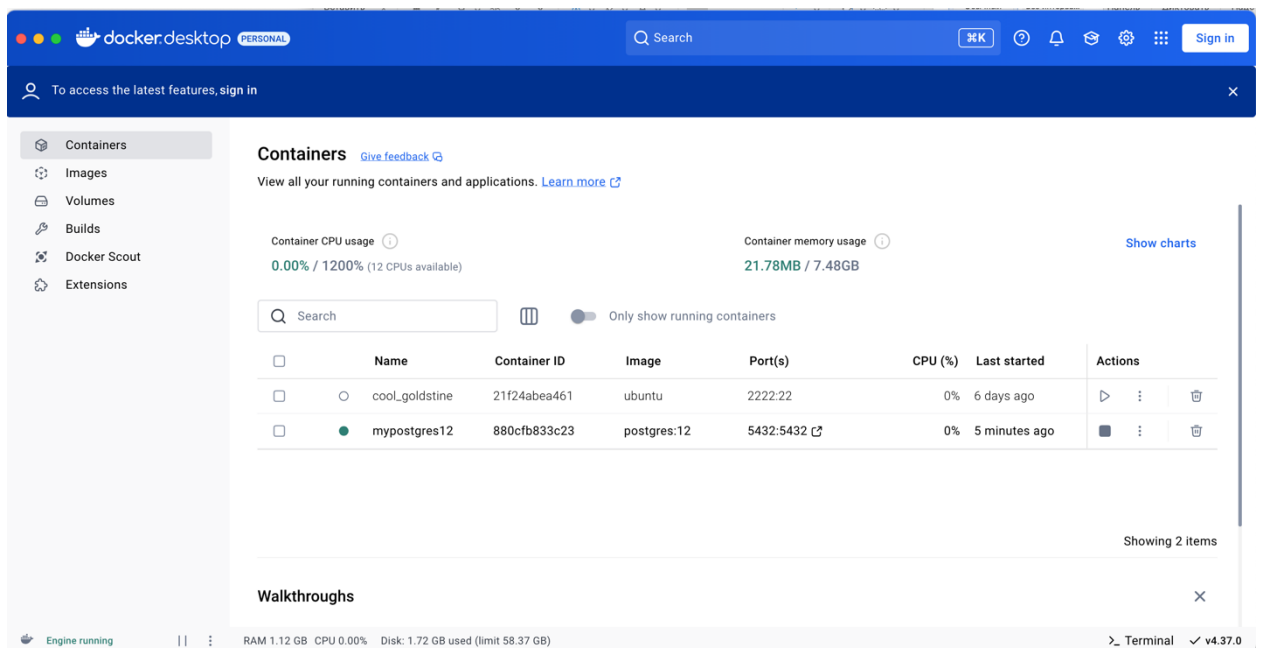 docker.desktop PERSONAL Search ⌘K Sign in
To access the latest features, sign in
Containers
Images
Volumes
Builds
Docker Scout
Extensions
Containers Give feedback
View all your running containers and applications. Learn more
Container CPU usage
0.00% / 1200% (12 CPUs available)
Container memory usage
21.78MB / 7.48GB
Show charts
Search Only show running containers
Name Container ID Image Port(s) CPU (%) Last started Actions
cool_goldstine 21f24abea461 ubuntu 2222:22 0% 6 days ago
mypostgres12 880cfb833c23 postgres:12 5432:5432 0% 5 minutes ago
Showing 2 items
Walkthroughs
Engine running RAM 1.12 GB CPU 0.00% Disk: 1.72 GB used (limit 58.37 GB) >_ Terminal v4.37.0